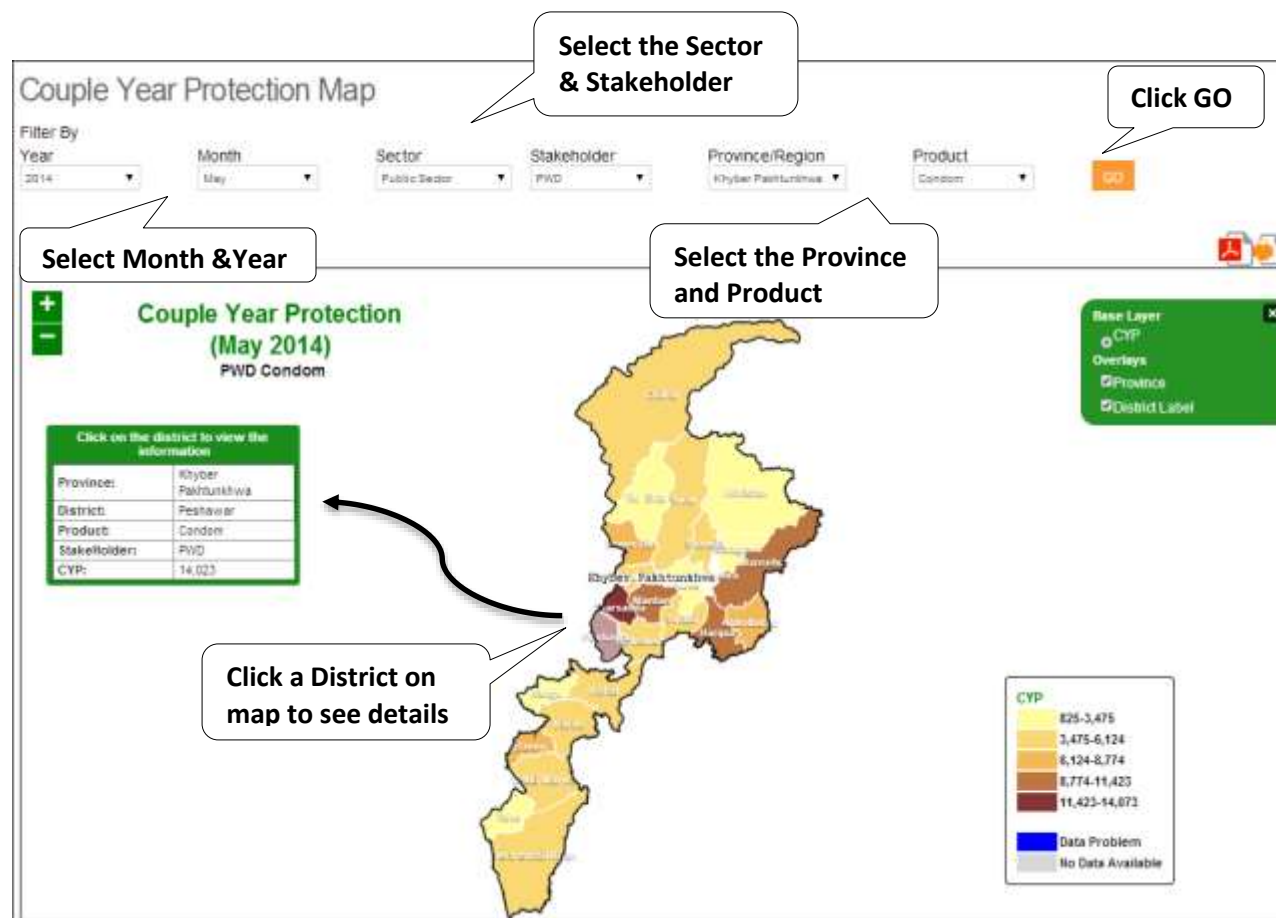 Select the Sector
& Stakeholder
Couple Year Protection Map
Click GO
Filter By
Year
Month
Sector
Stakeholder
Province/Region
Product
2014
May
Public Sector
PWD
Khyber Pakhtunkhwa
Condom
GO
Select Month &Year
Select the Province
and Product
+
−
Couple Year Protection
(May 2014)
PWD Condom
Base Layer
CYP
Overlays
Province
District Label
Click on the district to view the
information
Province: Khyber
Pakhtunkhwa
District: Peshawar
Product: Condom
StakeHolder: PWD
CYP: 14,023
Chitral
Khyber Pakhtunkhwa
Mardan
Haripur
Click a District on
map to see details
CYP
825-3,475
3,475-6,124
6,124-8,774
8,774-11,423
11,423-14,073
Data Problem
No Data Available